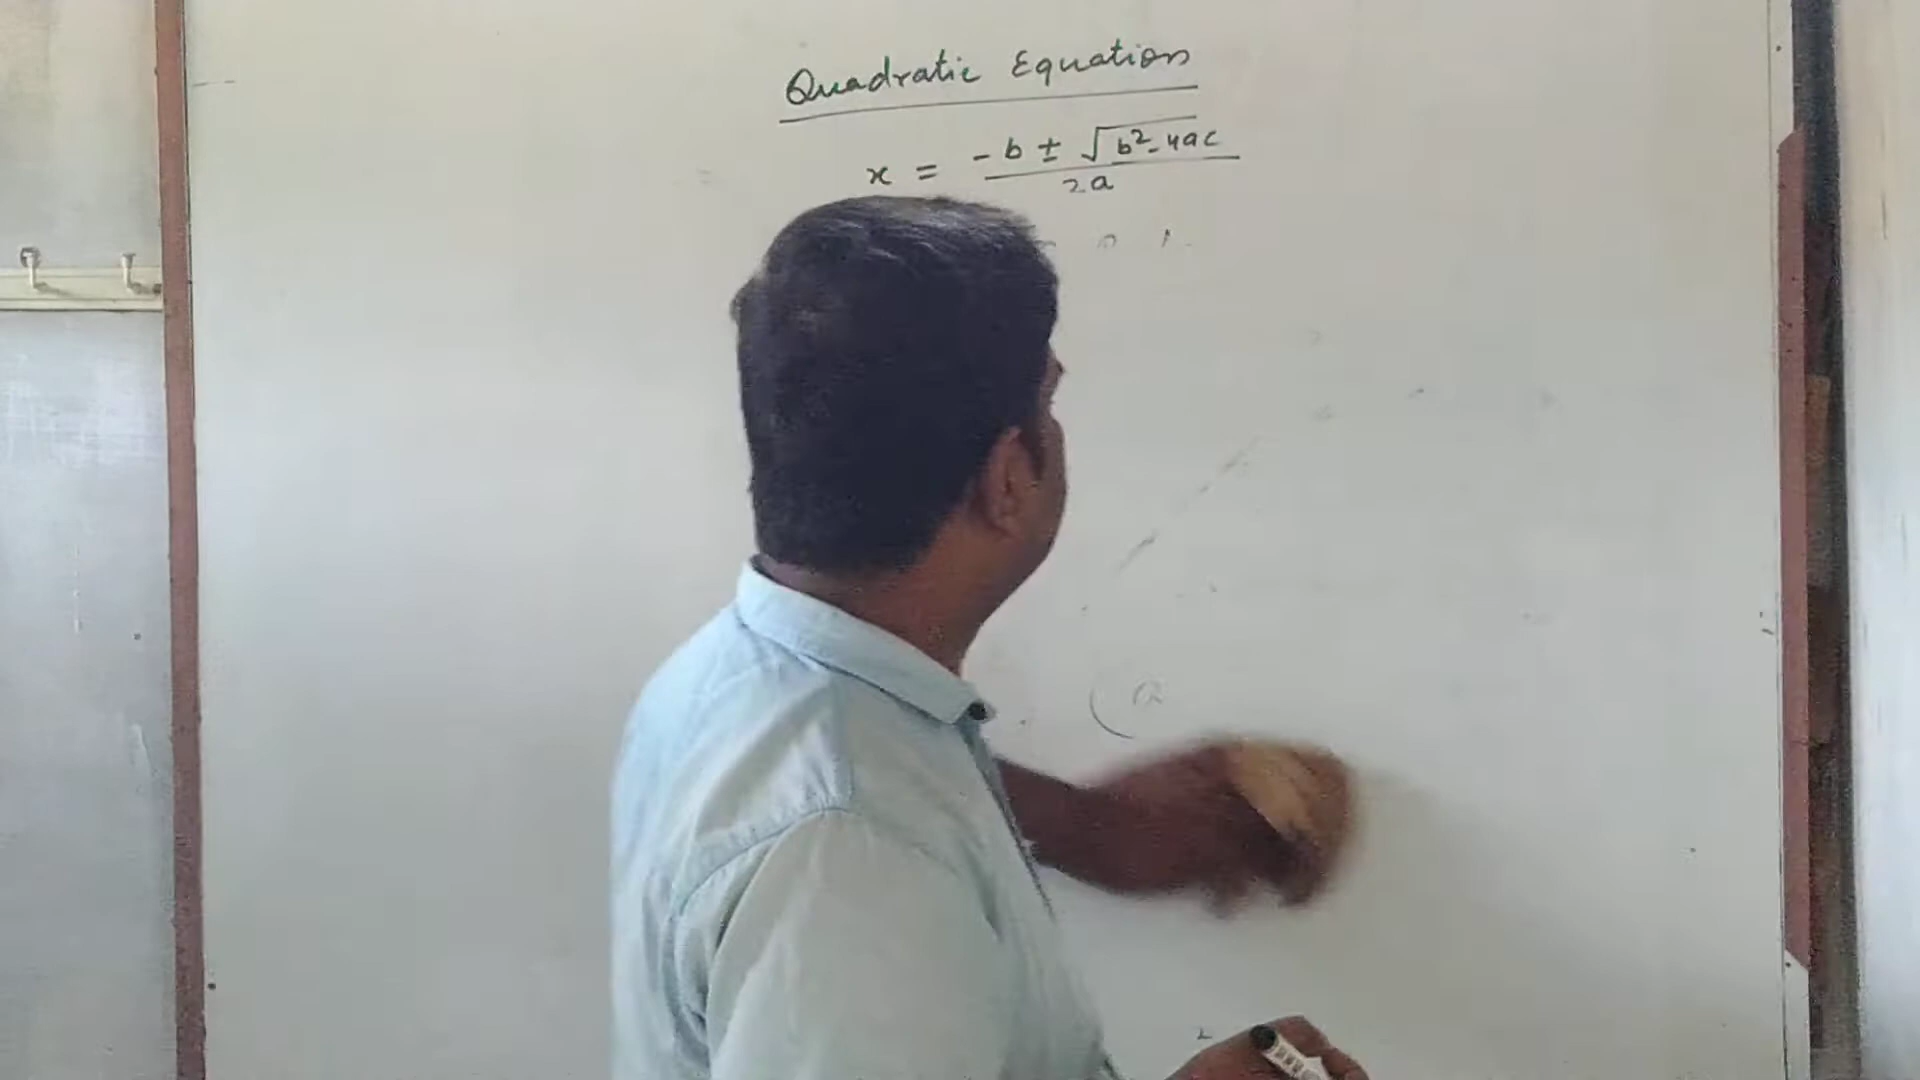 Quadratic Equation
x = -b ± √b²-4ac / 2a